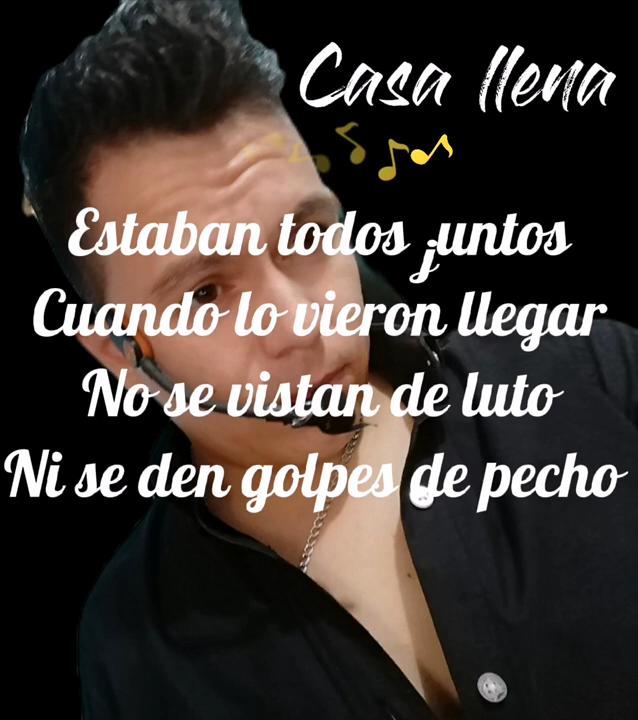 Casa llena
Estaban todos juntos
Cuando lo vieron llegar
No se vistan de luto
Ni se den golpes de pecho